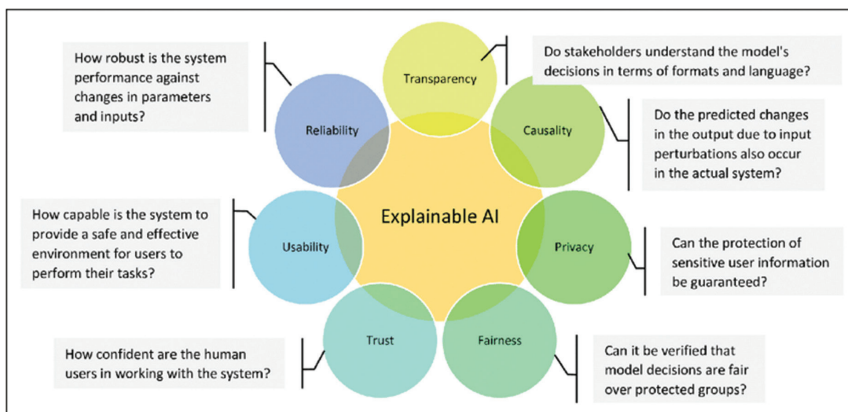 How robust is the system
performance against
changes in parameters
and inputs?
Transparency
Do stakeholders understand the model's
decisions in terms of formats and language?
Reliability
Causality
Do the predicted changes
in the output due to input
perturbations also occur
in the actual system?
How capable is the system to
provide a safe and effective
environment for users to
perform their tasks?
Usability
Explainable AI
Privacy
Can the protection of
sensitive user information
be guaranteed?
How confident are the human
users in working with the system?
Trust
Fairness
Can it be verified that
model decisions are fair
over protected groups?